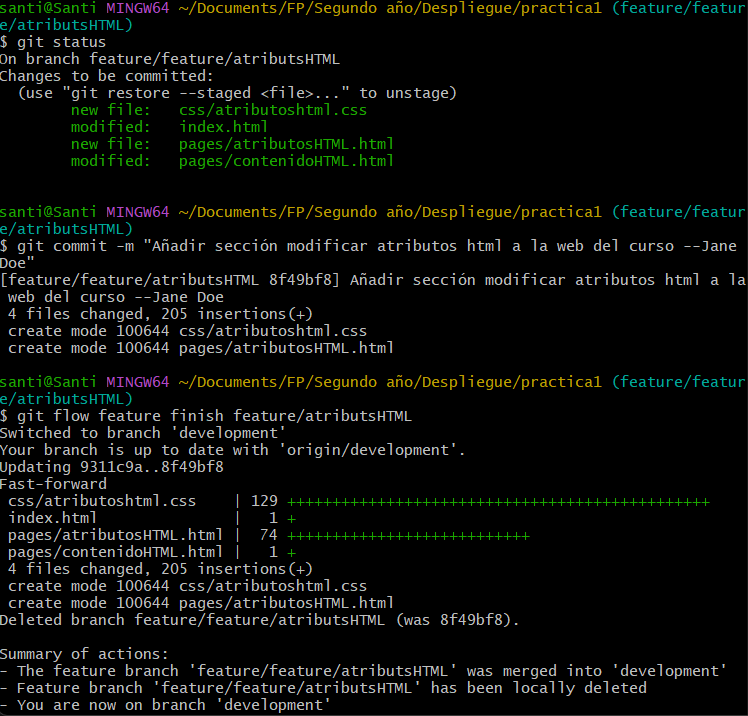 santi@Santi MINGW64 ~/Documents/FP/Segundo año/Despliegue/practica1 (feature/featur
e/atributsHTML)
$ git status
On branch feature/feature/atributsHTML
Changes to be committed:
  (use "git restore --staged <file>..." to unstage)
        new file:   css/atributoshtml.css
        modified:   index.html
        new file:   pages/atributosHTML.html
        modified:   pages/contenidoHTML.html
santi@Santi MINGW64 ~/Documents/FP/Segundo año/Despliegue/practica1 (feature/featur
e/atributsHTML)
$ git commit -m "Añadir sección modificar atributos html a la web del curso --Jane
Doe"
[feature/feature/atributsHTML 8f49bf8] Añadir sección modificar atributos html a la
 web del curso --Jane Doe
 4 files changed, 205 insertions(+)
 create mode 100644 css/atributoshtml.css
 create mode 100644 pages/atributosHTML.html
santi@Santi MINGW64 ~/Documents/FP/Segundo año/Despliegue/practica1 (feature/featur
e/atributsHTML)
$ git flow feature finish feature/atributsHTML
Switched to branch 'development'
Your branch is up to date with 'origin/development'.
Updating 9311c9a..8f49bf8
Fast-forward
 css/atributoshtml.css    | 129 +++++++++++++++++++++++++++++++++++++++++++++++
 index.html               |   1 +
 pages/atributosHTML.html |  74 +++++++++++++++++++++++++++
 pages/contenidoHTML.html |   1 +
 4 files changed, 205 insertions(+)
 create mode 100644 css/atributoshtml.css
 create mode 100644 pages/atributosHTML.html
Deleted branch feature/feature/atributsHTML (was 8f49bf8).
Summary of actions:
- The feature branch 'feature/feature/atributsHTML' was merged into 'development'
- Feature branch 'feature/feature/atributsHTML' has been locally deleted
- You are now on branch 'development'